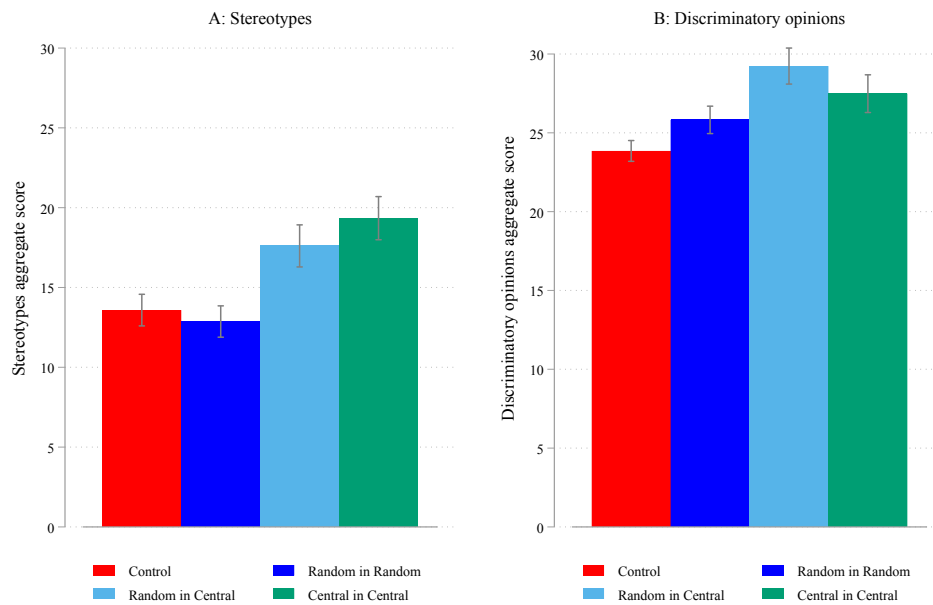 A: Stereotypes
30
25
20
15
10
5
0
Stereotypes aggregate score
Control
Random in Random
Random in Central
Central in Central
B: Discriminatory opinions
30
25
20
15
10
5
0
Discriminatory opinions aggregate score
Control
Random in Random
Random in Central
Central in Central